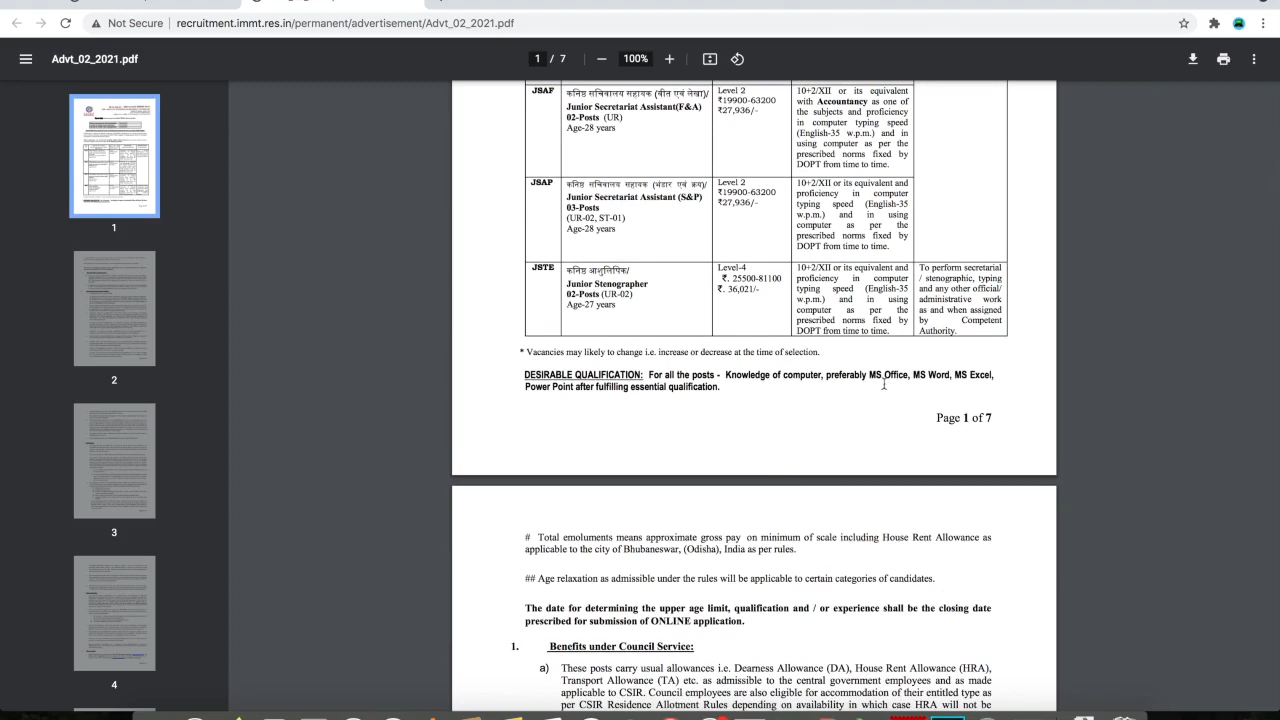 Not Secure | recruitment.immt.res.in/permanent/advertisement/Advt_02_2021.pdf
Advt_02_2021.pdf
1 / 7
100%
1
2
3
4
JSAF
कनिष्ठ सचिवालय सहायक (वित्त एवं लेखा)/
Junior Secretariat Assistant(F&A)
02-Posts (UR)
Age-28 years
Level 2
₹19900-63200
₹27,936/-
10+2/XII or its equivalent
with Accountancy as one of
the subjects and proficiency
in computer typing speed
(English-35 w.p.m.) and in
using computer as per the
prescribed norms fixed by
DOPT from time to time.
JSAP
कनिष्ठ सचिवालय सहायक (भंडार एवं क्रय)/
Junior Secretariat Assistant (S&P)
03-Posts
(UR-02, ST-01)
Age-28 years
Level 2
₹19900-63200
₹27,936/-
10+2/XII or its equivalent and
proficiency in computer
typing speed (English-35
w.p.m.) and in using
computer as per the
prescribed norms fixed by
DOPT from time to time.
JSTE
कनिष्ठ आशुलिपिक/
Junior Stenographer
02-Posts (UR-02)
Age-27 years
Level-4
₹. 25500-81100
₹. 36,021/-
10+2/XII or its equivalent and
proficiency in computer
typing speed (English-35
w.p.m.) and in using
computer as per the
prescribed norms fixed by
DOPT from time to time.
To perform secretarial
/ stenographic, typing
and any other official/
administrative work
as and when assigned
by Competent
Authority.
* Vacancies may likely to change i.e. increase or decrease at the time of selection.
DESIRABLE QUALIFICATION: For all the posts - Knowledge of computer, preferably MS Office, MS Word, MS Excel,
Power Point after fulfilling essential qualification.
Page 1 of 7
# Total emoluments means approximate gross pay on minimum of scale including House Rent Allowance as
applicable to the city of Bhubaneswar, (Odisha), India as per rules.
## Age relaxation as admissible under the rules will be applicable to certain categories of candidates.
The date for determining the upper age limit, qualification and / or experience shall be the closing date
prescribed for submission of ONLINE application.
1. Benefits under Council Service:
a) These posts carry usual allowances i.e. Dearness Allowance (DA), House Rent Allowance (HRA),
Transport Allowance (TA) etc. as admissible to the central government employees and as made
applicable to CSIR. Council employees are also eligible for accommodation of their entitled type as
per CSIR Residence Allotment Rules depending on availability in which case HRA will not be